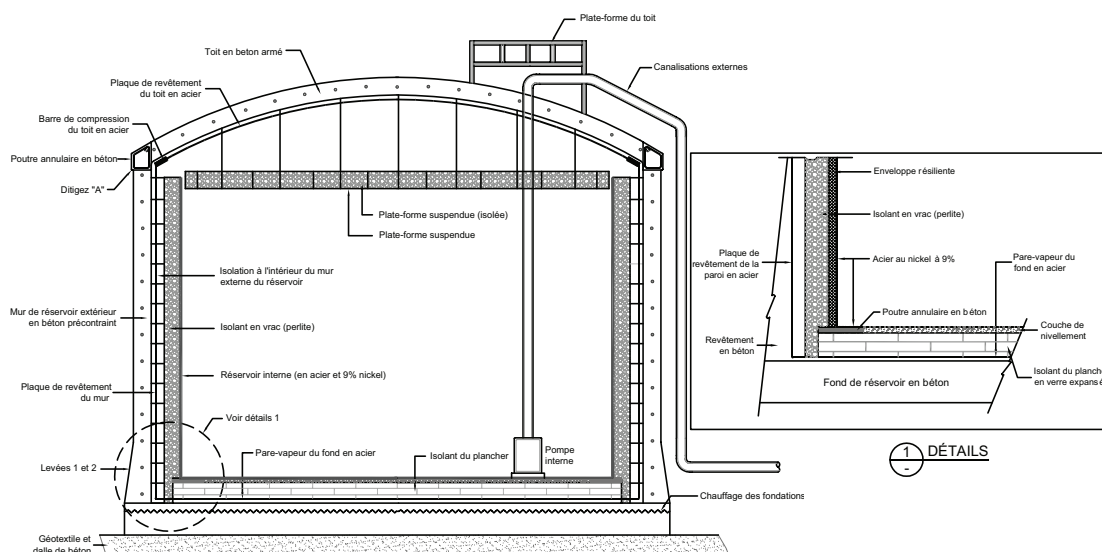 Plate-forme du toit
Toit en beton armé
Canalisations externes
Plaque de revêtement
du toit en acier
Barre de compression
du toit en acier
Poutre annulaire en béton
Ditigez "A"
Plate-forme suspendue (isolée)
Plate-forme suspendue
Isolation à l'intérieur du mur
externe du réservoir
Mur de réservoir extérieur
en béton précontraint
Isolant en vrac (perlite)
Réservoir interne (en acier et 9% nickel)
Plaque de revêtement
du mur
Voir détails 1
Levées 1 et 2
Pare-vapeur du fond en acier
Isolant du plancher
Pompe
interne
Chauffage des fondations
Géotextile et
dalle de béton
Enveloppe résiliente
Isolant en vrac (perlite)
Plaque de
revêtement de la
paroi en acier
Acier au nickel à 9%
Pare-vapeur du
fond en acier
Poutre annulaire en béton
Couche de
nivellement
Revêtement
en béton
Isolant du planche
en verre expansé
Fond de réservoir en béton
1
-
DÉTAILS